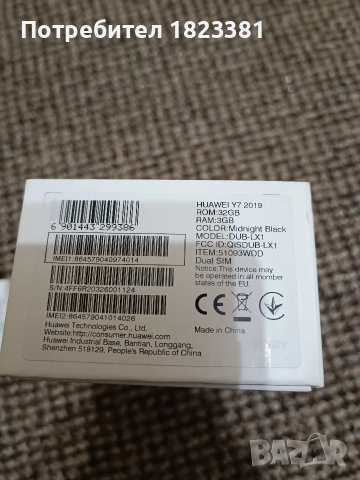 Потребител 1823381
6 901443 299386
IMEI1:864579040974014
S/N:4FF6R20326001124
IMEI2:864579041014026
Huawei Technologies Co., Ltd.
Website:http://consumer.huawei.com
Huawei Industrial Base, Bantian, Longgang,
Shenzhen 518129, People's Republic of China
HUAWEI Y7 2019
ROM:32GB
RAM:3GB
COLOR:Midnight Black
MODEL:DUB-LX1
FCC ID:QISDUB-LX1
ITEM:51093WDD
Dual SIM
Notice:This device may
be operated in all member
states of the EU.
CE
Made in China
BAZAR